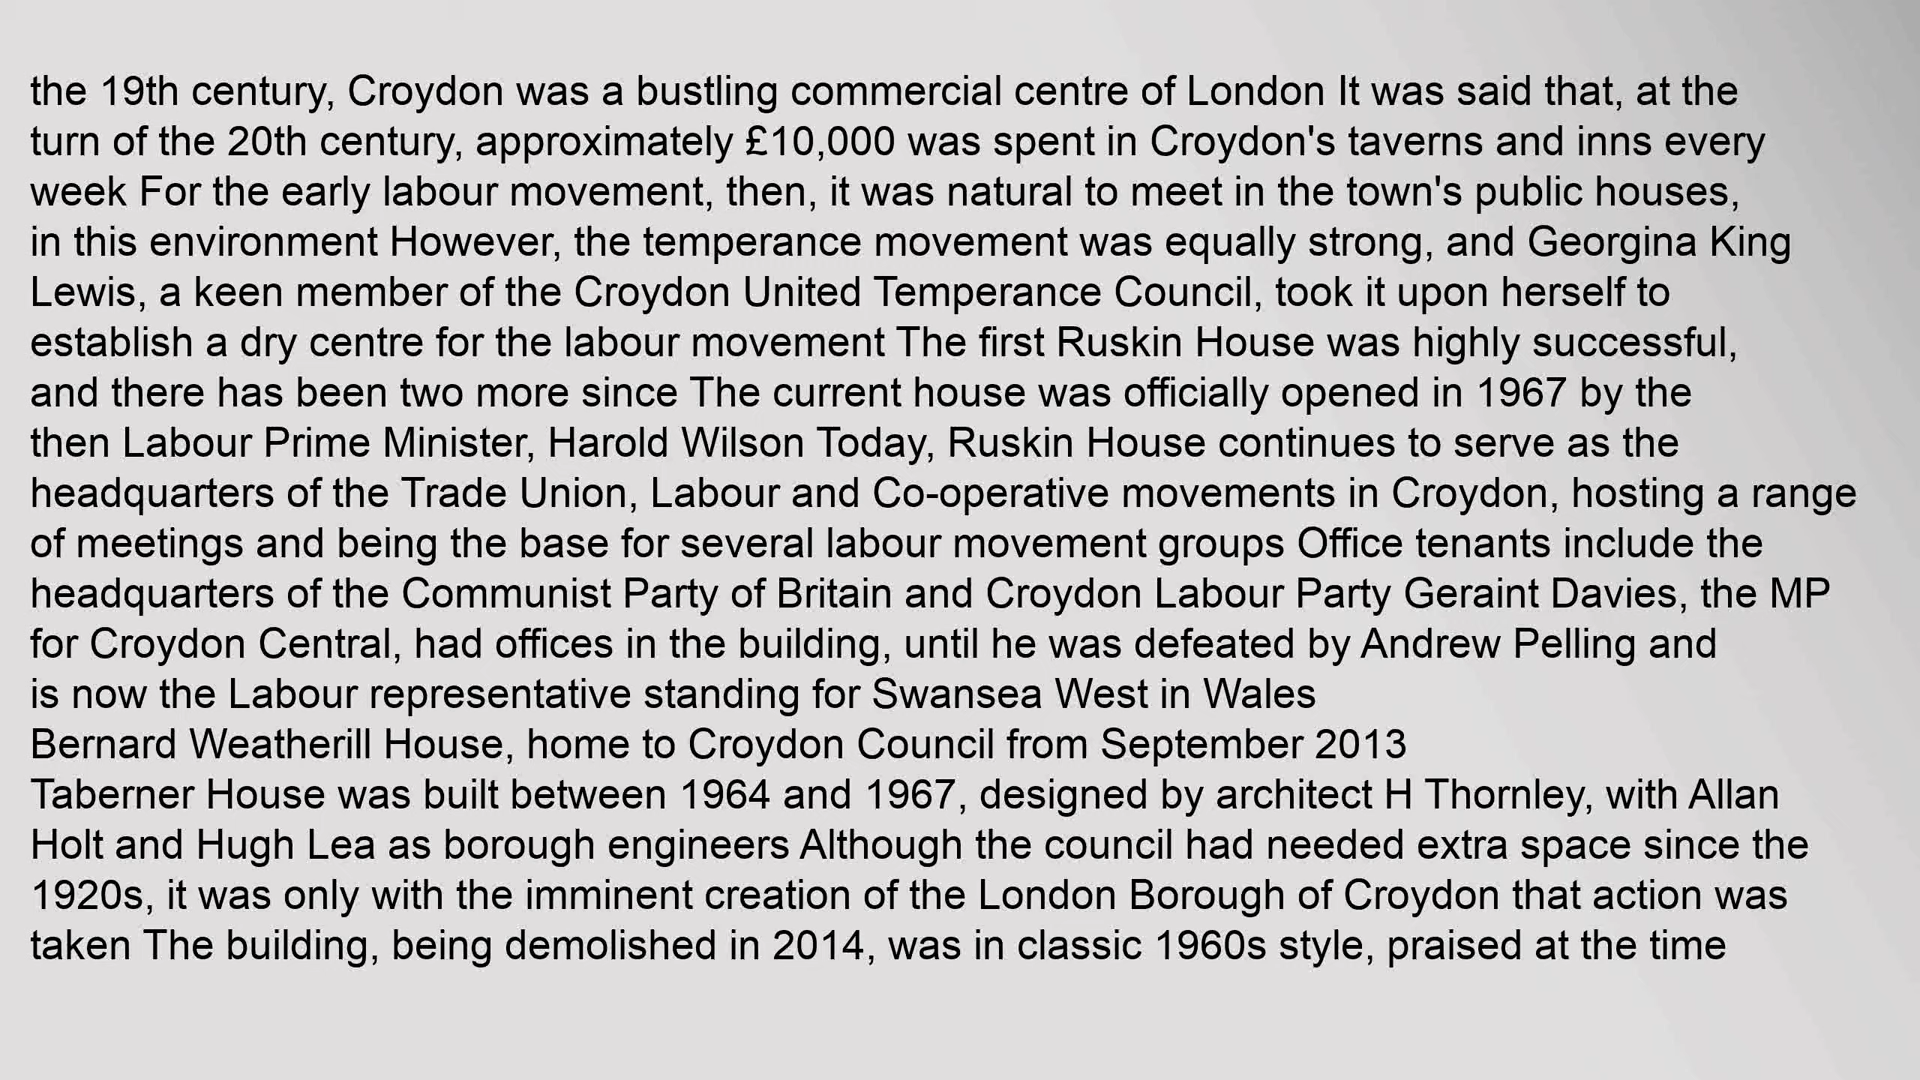 the 19th century, Croydon was a bustling commercial centre of London It was said that, at the
turn of the 20th century, approximately £10,000 was spent in Croydon's taverns and inns every
week For the early labour movement, then, it was natural to meet in the town's public houses,
in this environment However, the temperance movement was equally strong, and Georgina King
Lewis, a keen member of the Croydon United Temperance Council, took it upon herself to
establish a dry centre for the labour movement The first Ruskin House was highly successful,
and there has been two more since The current house was officially opened in 1967 by the
then Labour Prime Minister, Harold Wilson Today, Ruskin House continues to serve as the
headquarters of the Trade Union, Labour and Co-operative movements in Croydon, hosting a range
of meetings and being the base for several labour movement groups Office tenants include the
headquarters of the Communist Party of Britain and Croydon Labour Party Geraint Davies, the MP
for Croydon Central, had offices in the building, until he was defeated by Andrew Pelling and
is now the Labour representative standing for Swansea West in Wales
Bernard Weatherill House, home to Croydon Council from September 2013
Taberner House was built between 1964 and 1967, designed by architect H Thornley, with Allan
Holt and Hugh Lea as borough engineers Although the council had needed extra space since the
1920s, it was only with the imminent creation of the London Borough of Croydon that action was
taken The building, being demolished in 2014, was in classic 1960s style, praised at the time